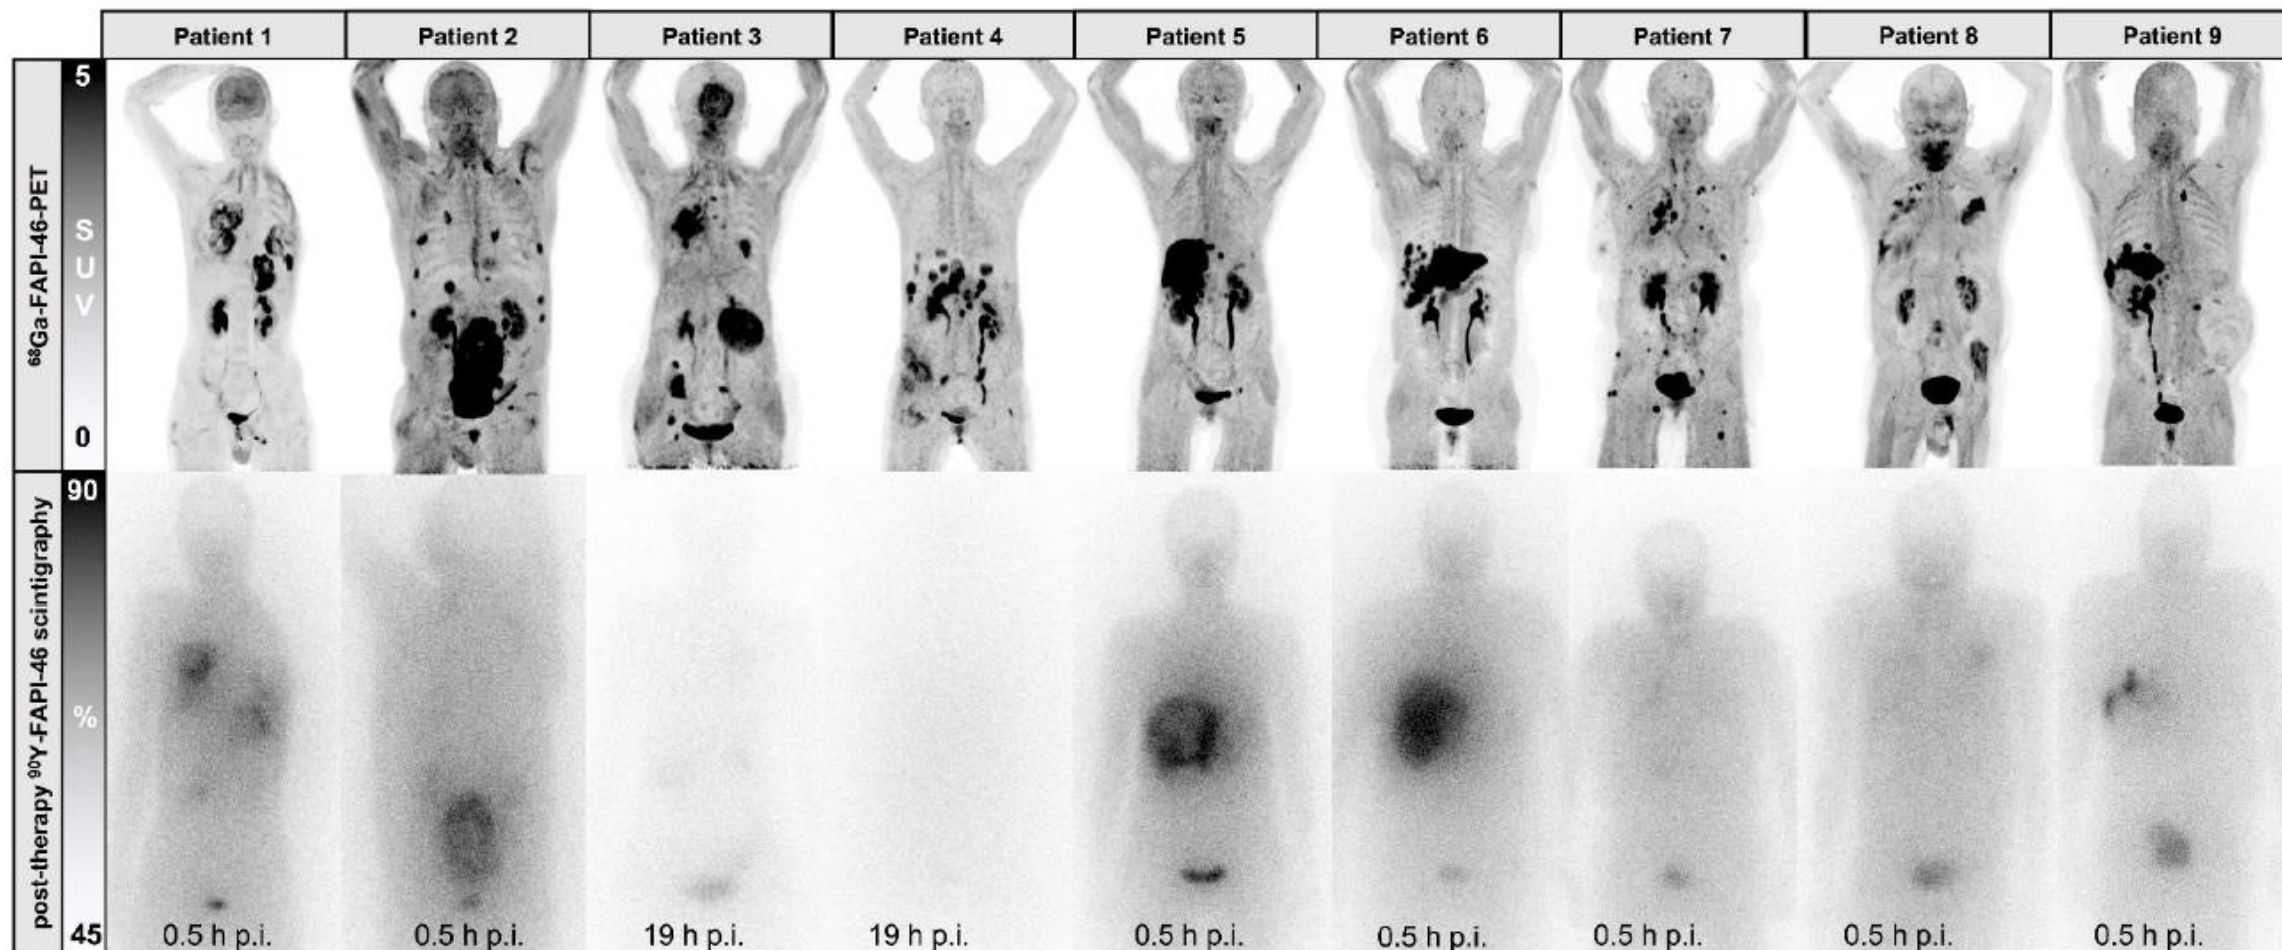 Patient 1 Patient 2 Patient 3 Patient 4 Patient 5 Patient 6 Patient 7 Patient 8 Patient 9
⁶⁸Ga-FAPI-46-PET
5
S
U
V
0
post-therapy ⁹⁰Y-FAPI-46 scintigraphy
90
%
45
0.5 h p.i. 0.5 h p.i. 19 h p.i. 19 h p.i. 0.5 h p.i. 0.5 h p.i. 0.5 h p.i. 0.5 h p.i. 0.5 h p.i.